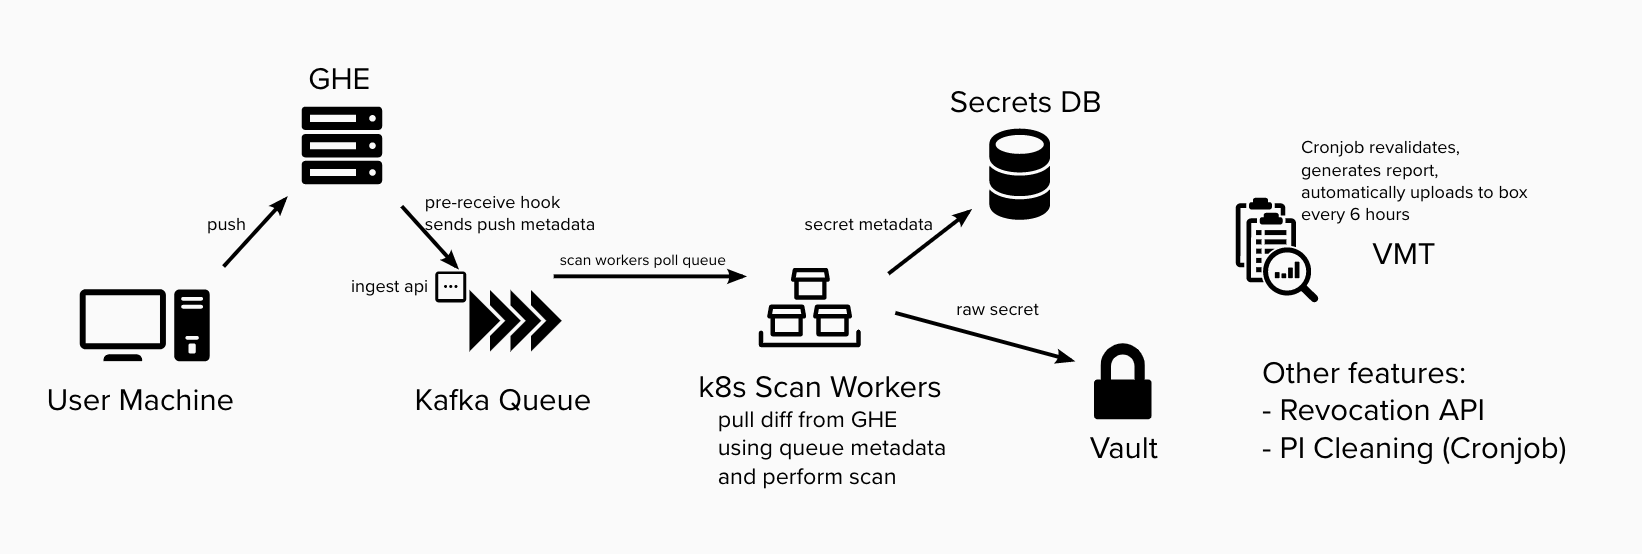 GHE
push
pre-receive hook
sends push metadata
ingest api
User Machine
Kafka Queue
scan workers poll queue
k8s Scan Workers
pull diff from GHE
using queue metadata
and perform scan
secret metadata
Secrets DB
raw secret
Vault
Cronjob revalidates,
generates report,
automatically uploads to box
every 6 hours
VMT
Other features:
- Revocation API
- PI Cleaning (Cronjob)